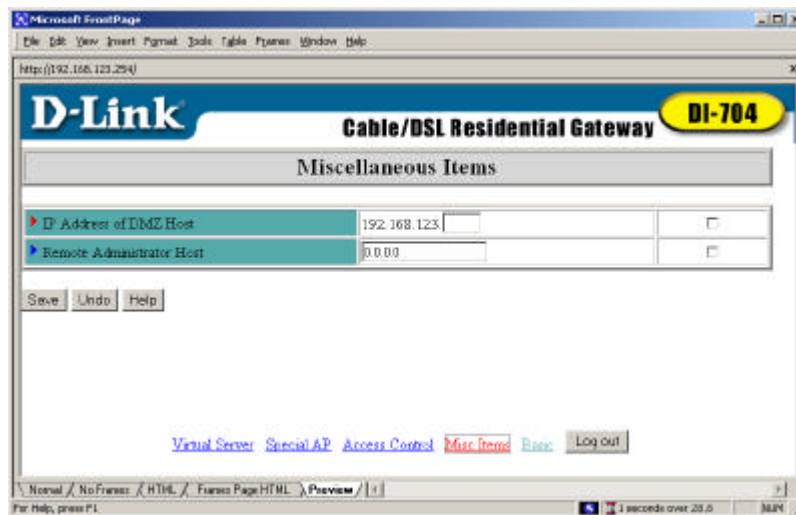 Microsoft FrontPage
File Edit View Insert Format Tools Table Frames Window Help
http://192.168.123.254/
D-Link
Cable/DSL Residential Gateway
DI-704
Miscellaneous Items
IP Address of DMZ Host 192.168.123.
Remote Administrator Host 0.0.0.0
Save Undo Help
Virtual Server Special AP Access Control Misc Items Basic Log out
Normal No Frames HTML Frames Page HTML Preview
For Help, press F1 1 seconds over 28.8 NUM